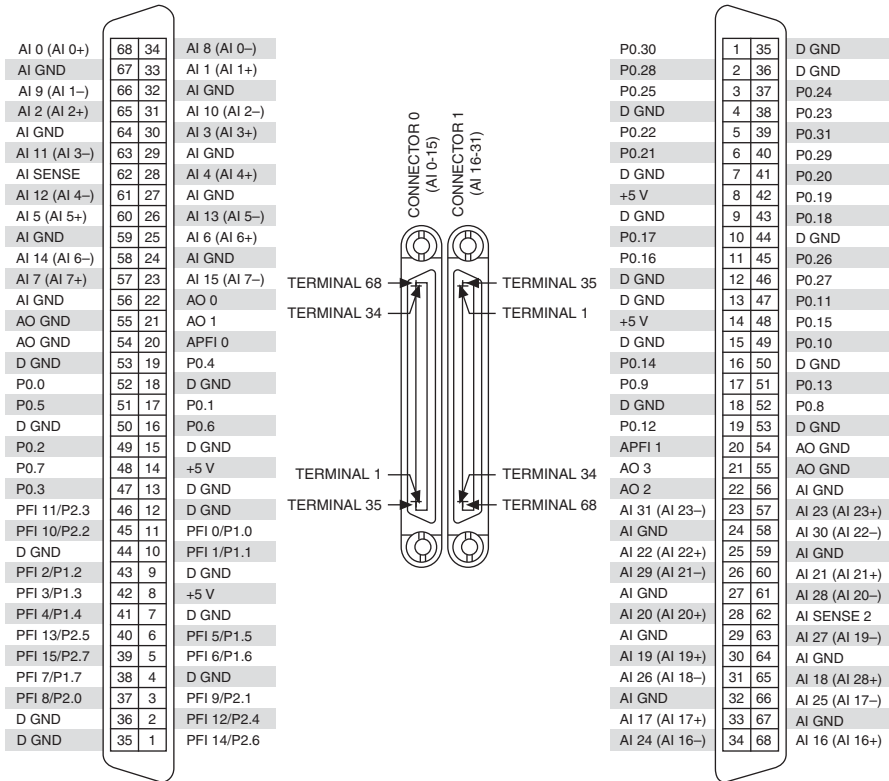 AI 0 (AI 0+) 68 34 AI 8 (AI 0–)
AI GND 67 33 AI 1 (AI 1+)
AI 9 (AI 1–) 66 32 AI GND
AI 2 (AI 2+) 65 31 AI 10 (AI 2–)
AI GND 64 30 AI 3 (AI 3+)
AI 11 (AI 3–) 63 29 AI GND
AI SENSE 62 28 AI 4 (AI 4+)
AI 12 (AI 4–) 61 27 AI GND
AI 5 (AI 5+) 60 26 AI 13 (AI 5–)
AI GND 59 25 AI 6 (AI 6+)
AI 14 (AI 6–) 58 24 AI GND
AI 7 (AI 7+) 57 23 AI 15 (AI 7–)
AI GND 56 22 AO 0
AO GND 55 21 AO 1
AO GND 54 20 APFI 0
D GND 53 19 P0.4
P0.0 52 18 D GND
P0.5 51 17 P0.1
D GND 50 16 P0.6
P0.2 49 15 D GND
P0.7 48 14 +5 V
P0.3 47 13 D GND
PFI 11/P2.3 46 12 D GND
PFI 10/P2.2 45 11 PFI 0/P1.0
D GND 44 10 PFI 1/P1.1
PFI 2/P1.2 43 9 D GND
PFI 3/P1.3 42 8 +5 V
PFI 4/P1.4 41 7 D GND
PFI 13/P2.5 40 6 PFI 5/P1.5
PFI 15/P2.7 39 5 PFI 6/P1.6
PFI 7/P1.7 38 4 D GND
PFI 8/P2.0 37 3 PFI 9/P2.1
D GND 36 2 PFI 12/P2.4
D GND 35 1 PFI 14/P2.6
CONNECTOR 0
(AI 0-15)
CONNECTOR 1
(AI 16-31)
TERMINAL 68
TERMINAL 35
TERMINAL 34
TERMINAL 1
TERMINAL 1
TERMINAL 34
TERMINAL 35
TERMINAL 68
P0.30 1 35 D GND
P0.28 2 36 D GND
P0.25 3 37 P0.24
D GND 4 38 P0.23
P0.22 5 39 P0.31
P0.21 6 40 P0.29
D GND 7 41 P0.20
+5 V 8 42 P0.19
D GND 9 43 P0.18
P0.17 10 44 D GND
P0.16 11 45 P0.26
D GND 12 46 P0.27
D GND 13 47 P0.11
+5 V 14 48 P0.15
D GND 15 49 P0.10
P0.14 16 50 D GND
P0.9 17 51 P0.13
D GND 18 52 P0.8
P0.12 19 53 D GND
APFI 1 20 54 AO GND
AO 3 21 55 AO GND
AO 2 22 56 AI GND
AI 31 (AI 23–) 23 57 AI 23 (AI 23+)
AI GND 24 58 AI 30 (AI 22–)
AI 22 (AI 22+) 25 59 AI GND
AI 29 (AI 21–) 26 60 AI 21 (AI 21+)
AI GND 27 61 AI 28 (AI 20–)
AI 20 (AI 20+) 28 62 AI SENSE 2
AI GND 29 63 AI 27 (AI 19–)
AI 19 (AI 19+) 30 64 AI GND
AI 26 (AI 18–) 31 65 AI 18 (AI 28+)
AI GND 32 66 AI 25 (AI 17–)
AI 17 (AI 17+) 33 67 AI GND
AI 24 (AI 16–) 34 68 AI 16 (AI 16+)